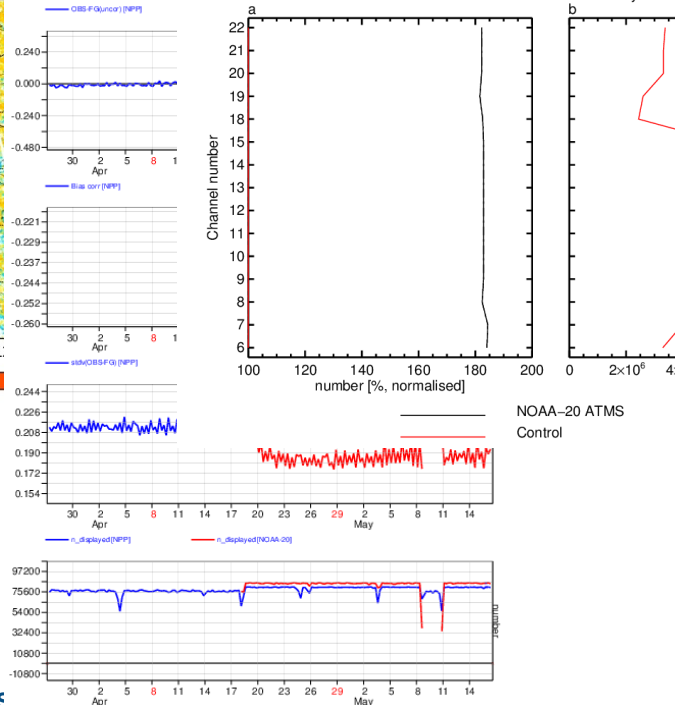 OBS-FG(uncor) [NPP]
0.240
0.000
-0.240
-0.480
30 2 5 8 1
Apr
Bias corr [NPP]
-0.221
-0.229
-0.237
-0.244
-0.252
-0.260
30 2 5 8 1
Apr
stdv(OBS-FG) [NPP]
0.244
0.226
0.208
0.190
0.172
0.154
30 2 5 8 11 14 17 20 23 26 29 2 5 8 11 14
Apr May
n_displayed[NPP] n_displayed[NOAA-20]
97200
75600
54000
32400
10800
-10800
number
30 2 5 8 11 14 17 20 23 26 29 2 5 8 11 14
Apr May
a
22
21
20
19
18
15
14
13
12
11
10
9
8
7
6
Channel number
100 120 140 160 180 200
number [%, normalised]
b
0 2×10⁶
NOAA−20 ATMS
Control